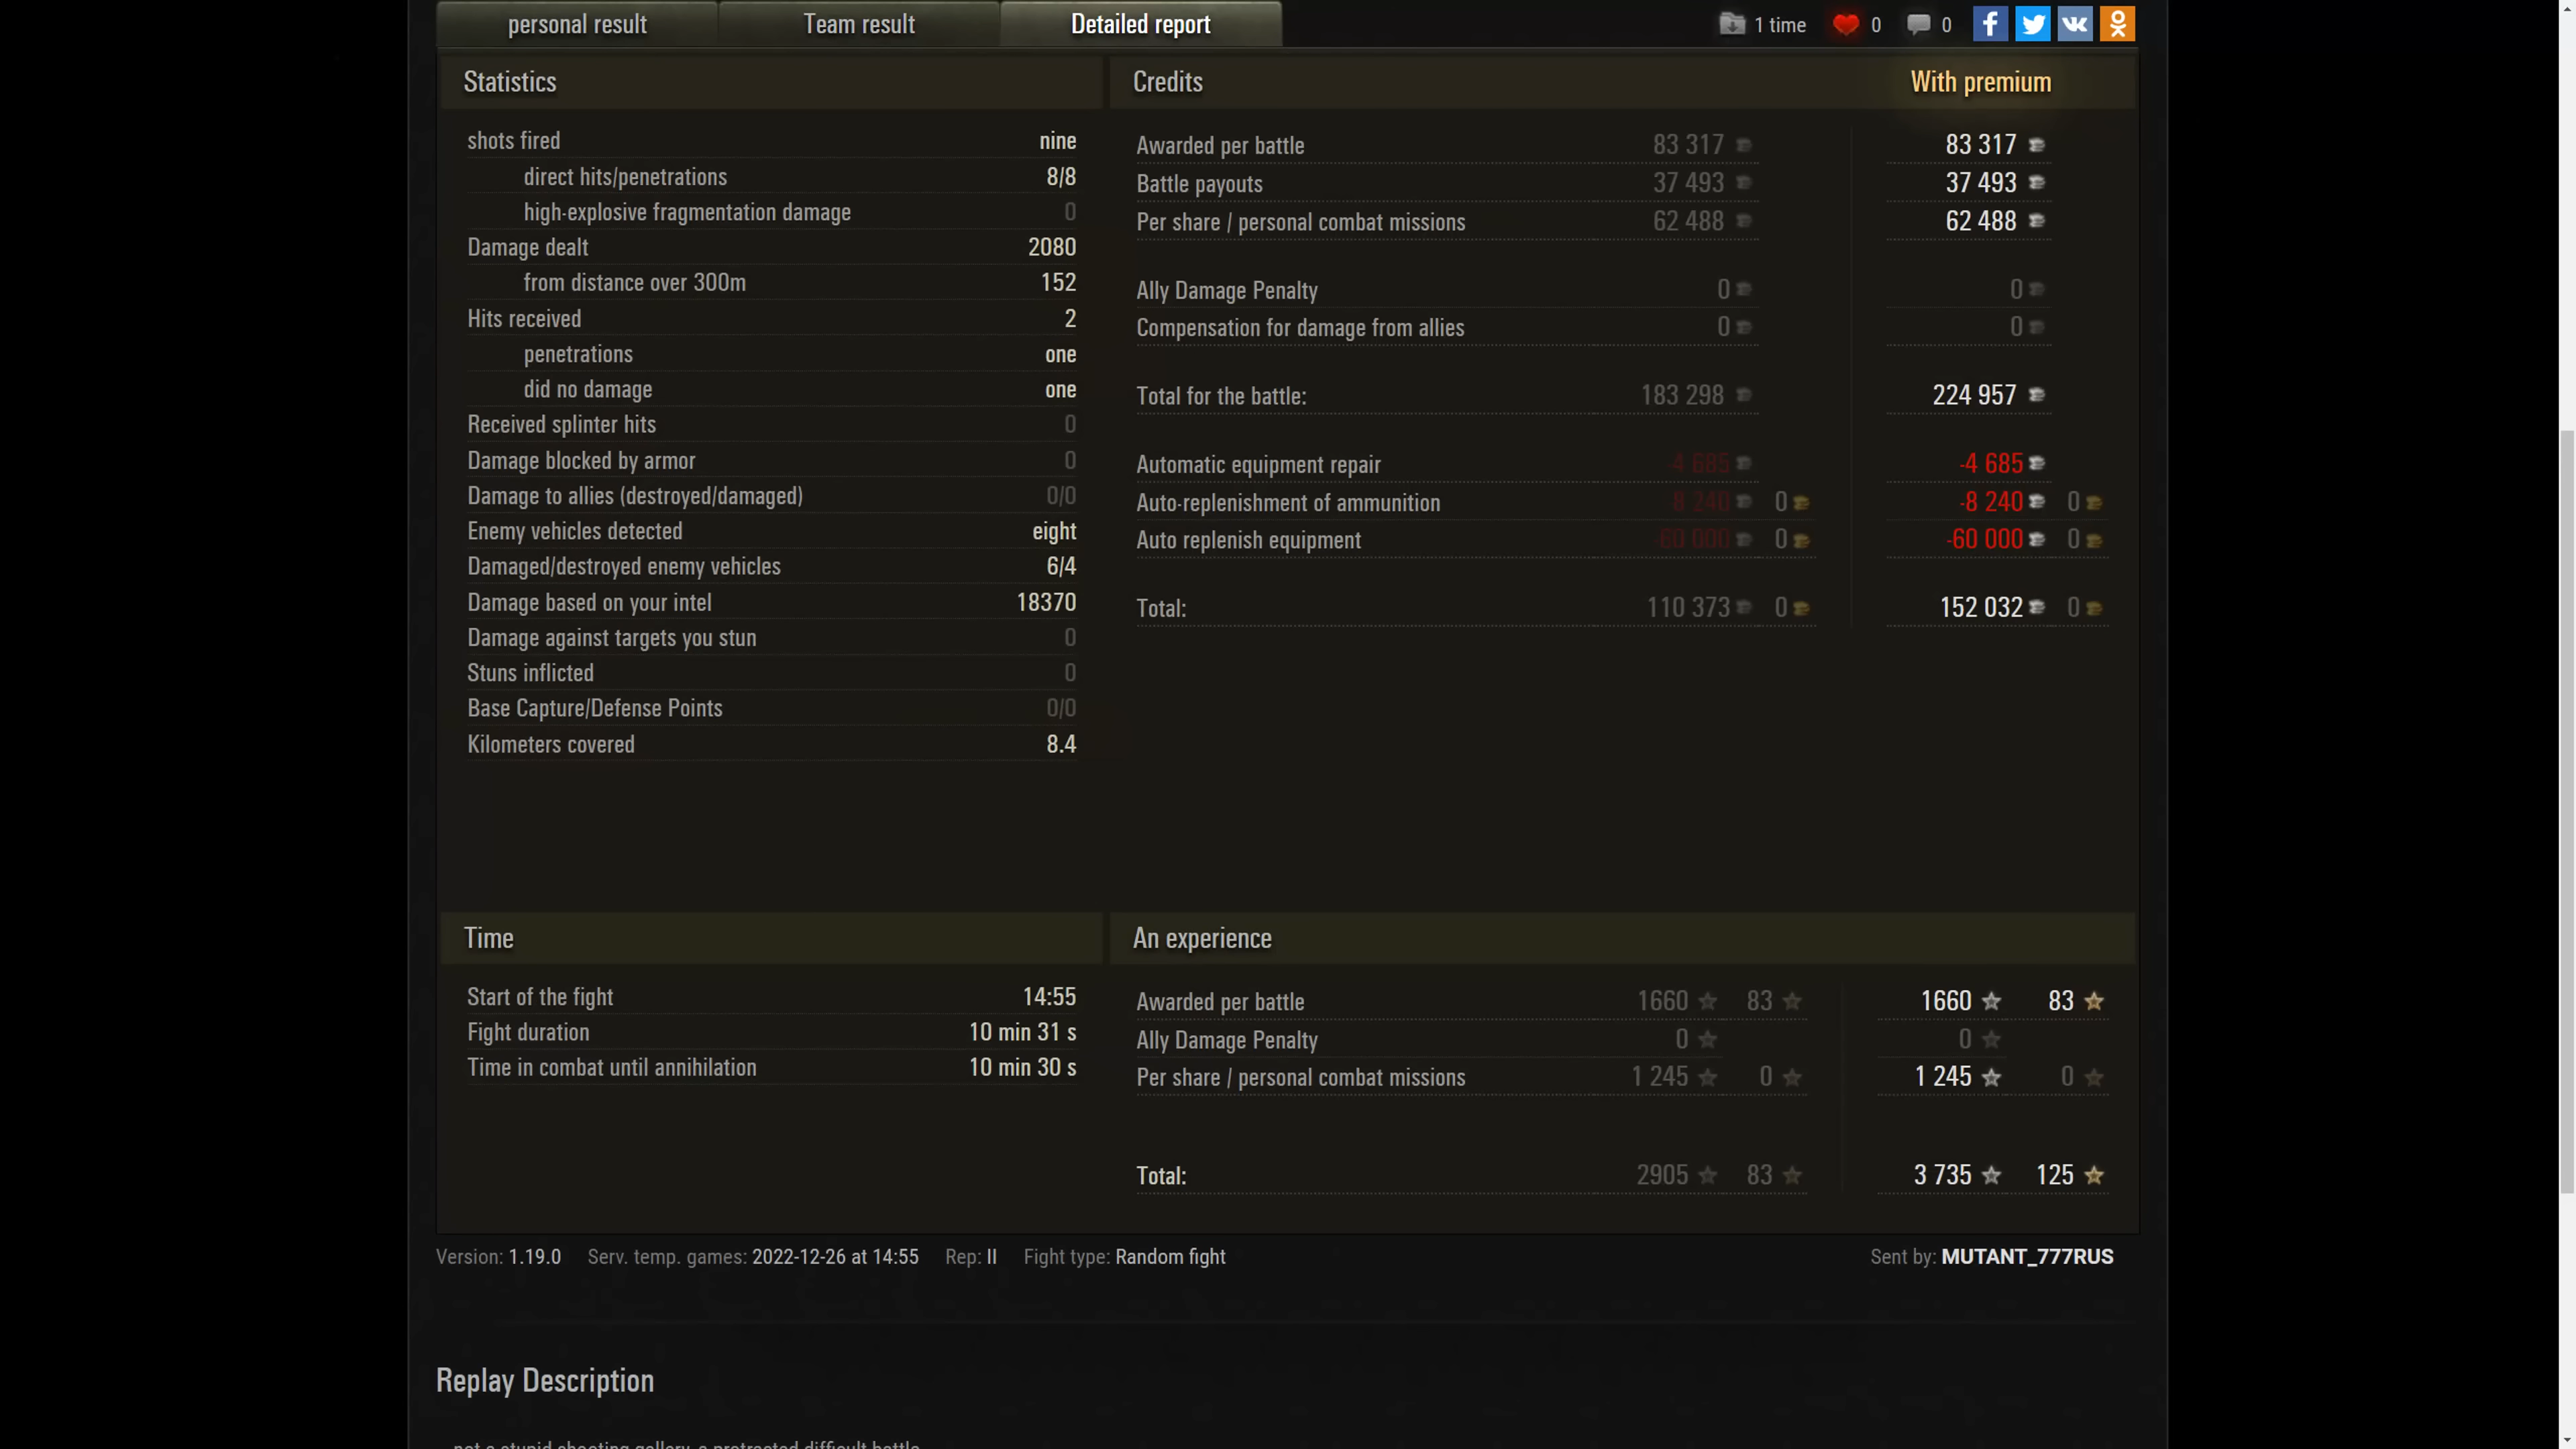 personal result
Team result
Detailed report
1 time
0
0
Statistics
shots fired nine
direct hits/penetrations 8/8
high-explosive fragmentation damage 0
Damage dealt 2080
from distance over 300m 152
Hits received 2
penetrations one
did no damage one
Received splinter hits 0
Damage blocked by armor 0
Damage to allies (destroyed/damaged) 0/0
Enemy vehicles detected eight
Damaged/destroyed enemy vehicles 6/4
Damage based on your intel 18370
Damage against targets you stun 0
Stuns inflicted 0
Base Capture/Defense Points 0/0
Kilometers covered 8.4
Credits With premium
Awarded per battle 83 317 83 317
Battle payouts 37 493 37 493
Per share / personal combat missions 62 488 62 488
Ally Damage Penalty 0 0
Compensation for damage from allies 0 0
Total for the battle: 183 298 224 957
Automatic equipment repair -4 685 -4 685
Auto-replenishment of ammunition -8 240 0 -8 240 0
Auto replenish equipment -60 000 0 -60 000 0
Total: 110 373 0 152 032 0
Time
Start of the fight 14:55
Fight duration 10 min 31 s
Time in combat until annihilation 10 min 30 s
An experience
Awarded per battle 1660 83 1660 83
Ally Damage Penalty 0 0
Per share / personal combat missions 1 245 0 1 245 0
Total: 2905 83 3 735 125
Version: 1.19.0 Serv. temp. games: 2022-12-26 at 14:55 Rep: II Fight type: Random fight Sent by: MUTANT_777RUS
Replay Description
not a stupid shooting gallery, a protracted difficult battle